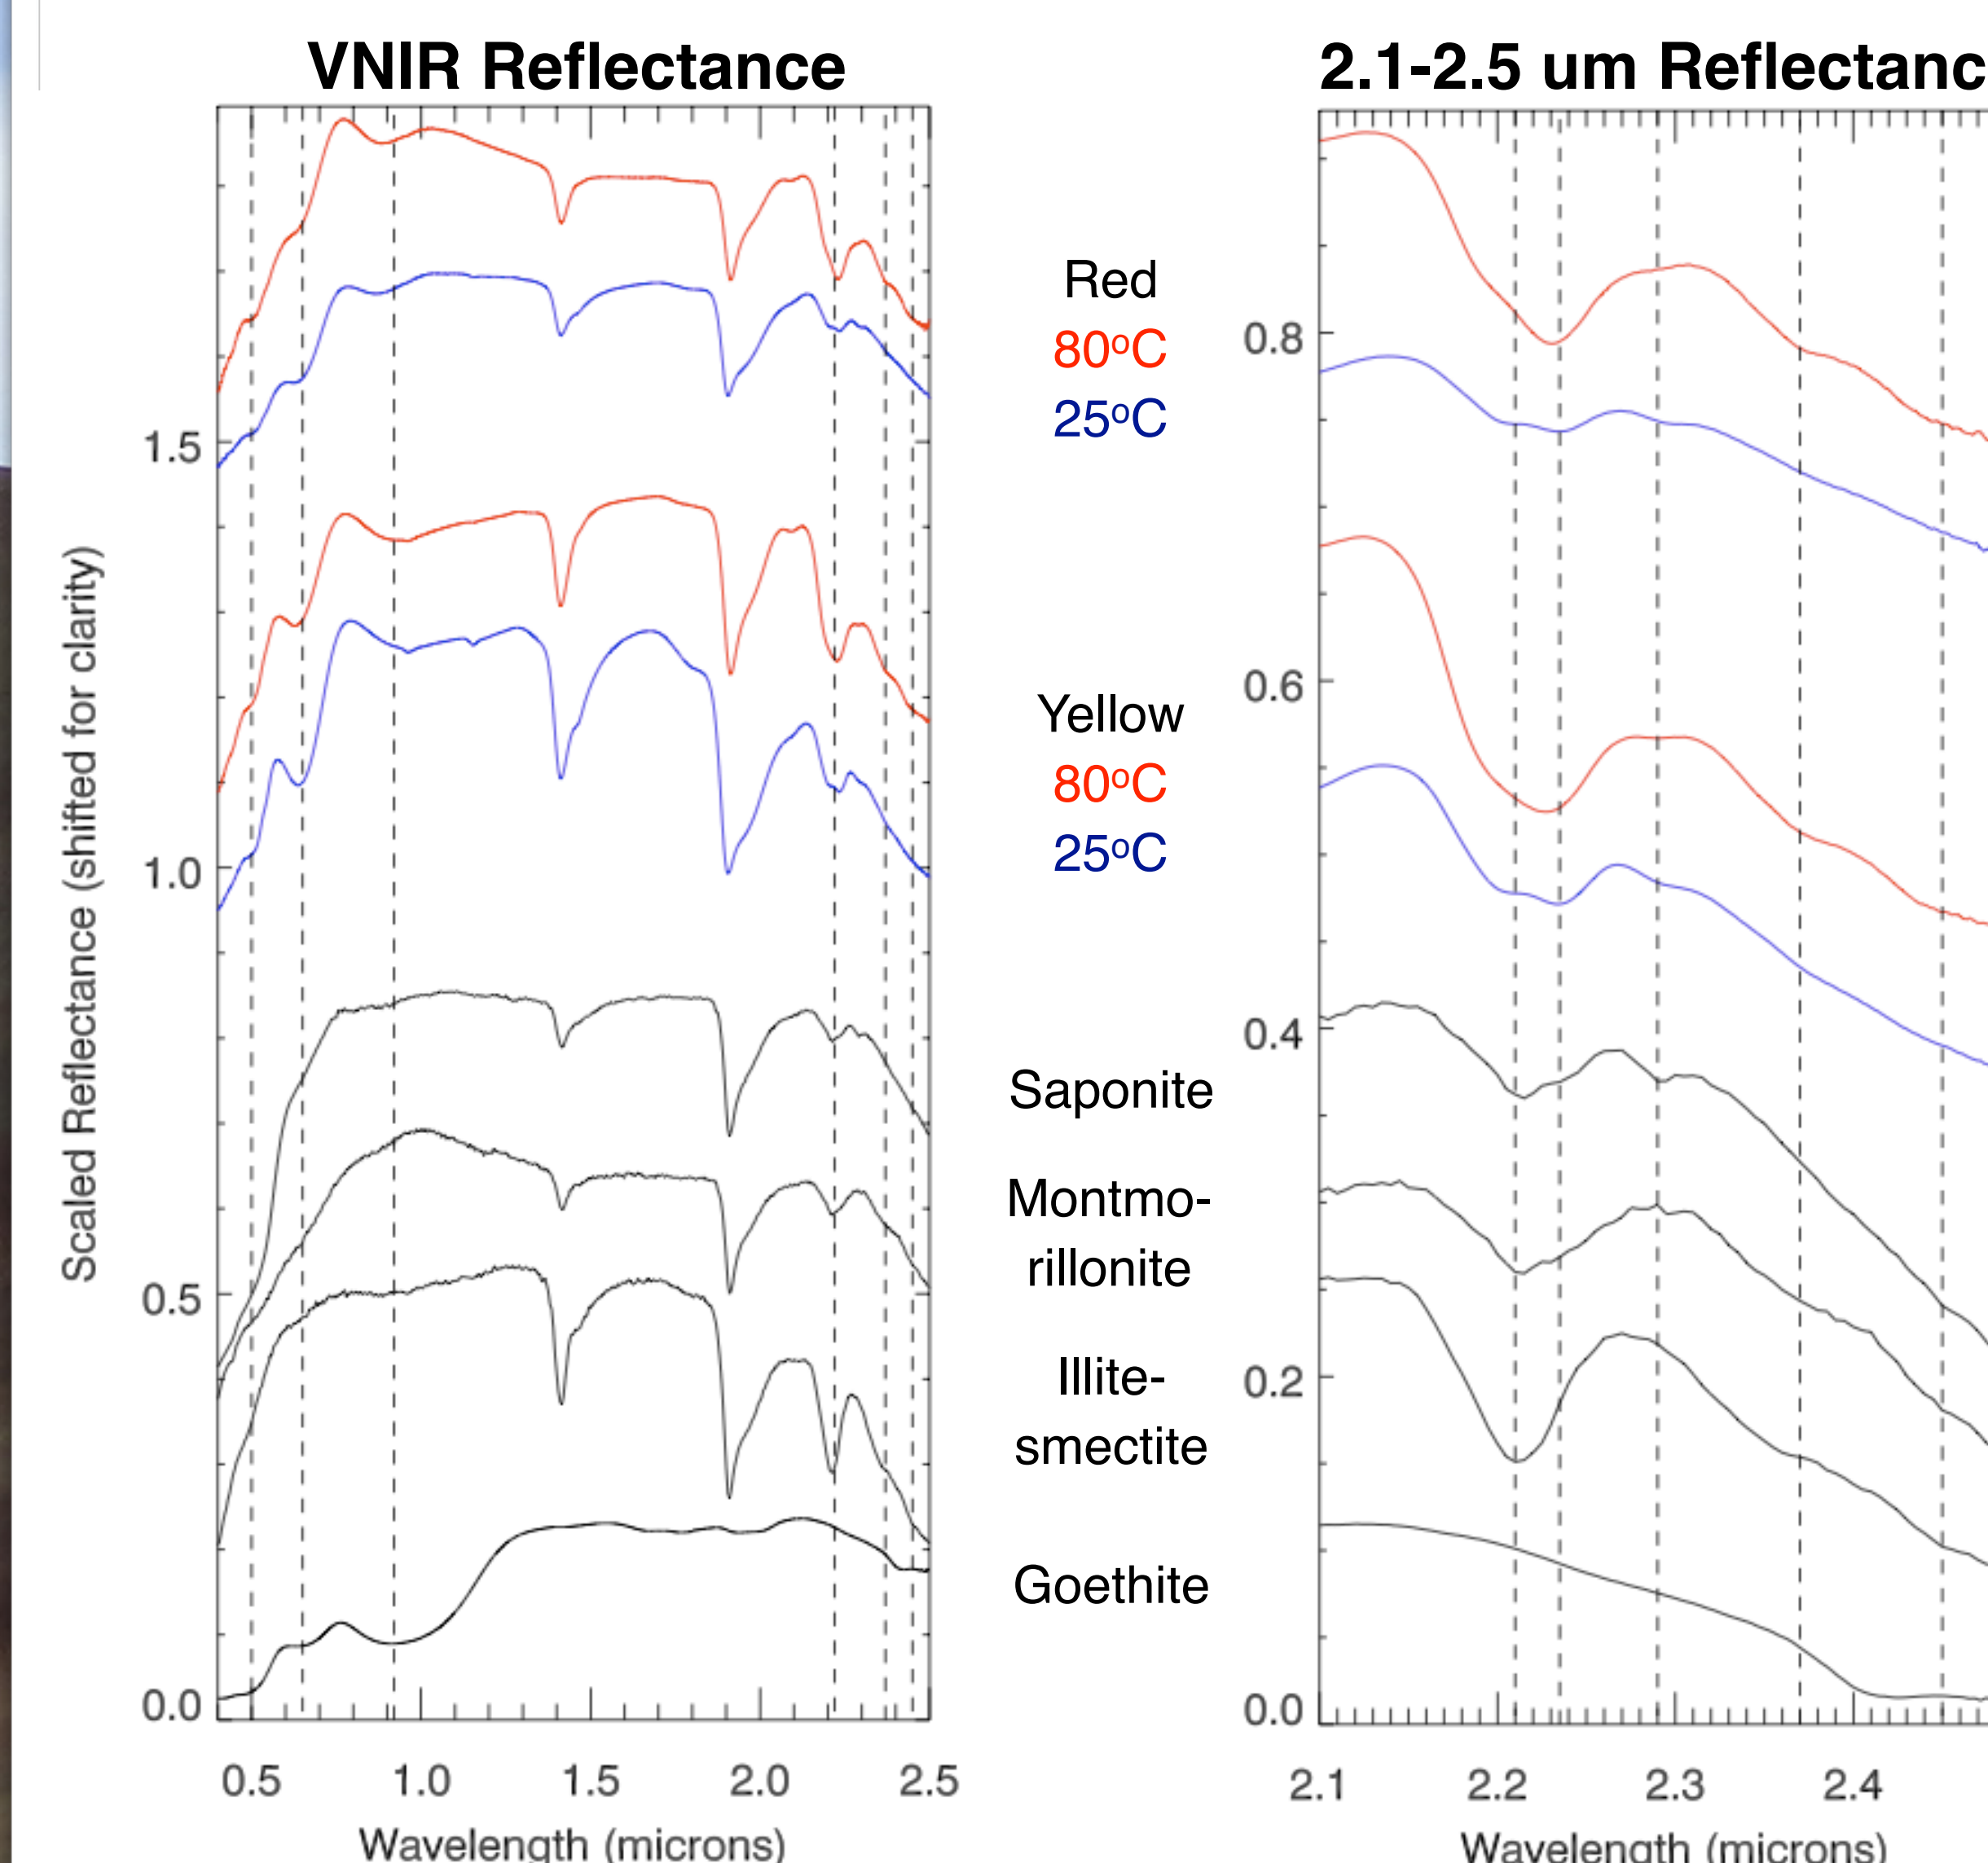 VNIR Reflectance
2.1-2.5 um Reflectanc
Scaled Reflectance (shifted for clarity)
1.5
1.0
0.5
0.0
0.5 1.0 1.5 2.0 2.5
Wavelength (microns)
Red
80°C
25°C
Yellow
80°C
25°C
Saponite
Montmo-
rillonite
Illite-
smectite
Goethite
0.8
0.6
0.4
0.2
0.0
2.1 2.2 2.3 2.4
Wavelength (microns)